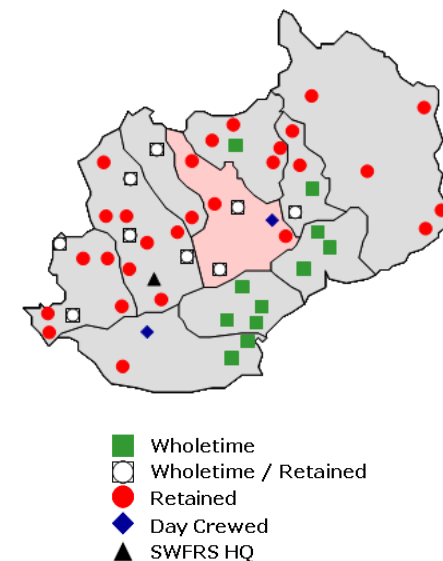 Wholetime
Wholetime / Retained
Retained
Day Crewed
SWFRS HQ